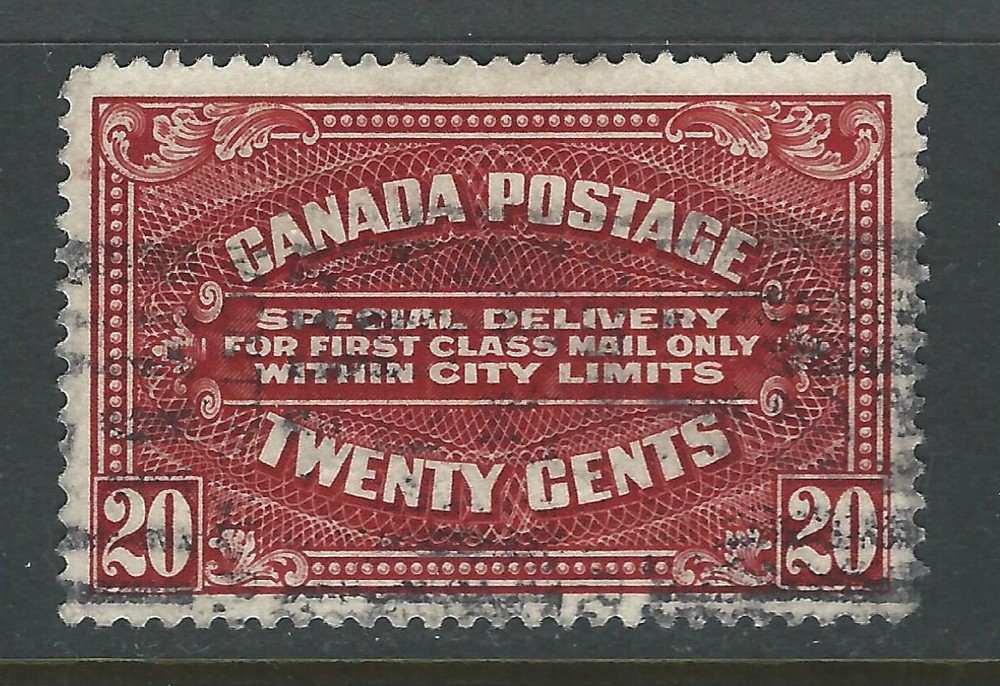 CANADA POSTAGE
SPECIAL DELIVERY
FOR FIRST CLASS MAIL ONLY
WITHIN CITY LIMITS
TWENTY CENTS
20 20